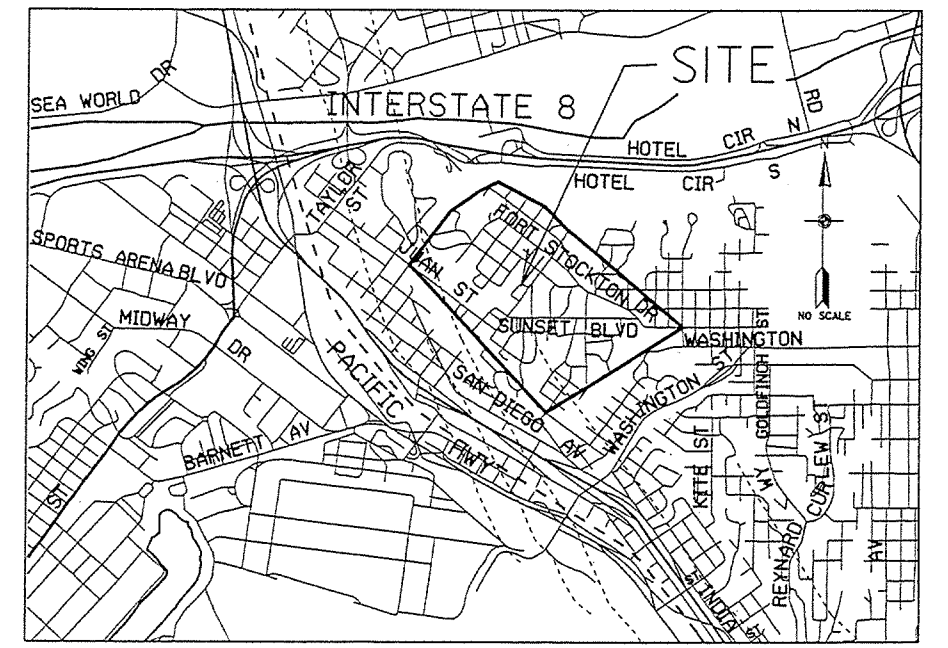 SITE
SEA WORLD DR
INTERSTATE 8
RD
HOTEL CIR N
HOTEL CIR S
N
TAYLOR ST
FORT STOCKTON DR
SPORTS ARENA BLVD
JUAN ST
NO SCALE
MIDWAY DR
SUNSET BLVD
WASHINGTON
WING ST
PACIFIC HWY
SAN DIEGO AV
WASHINGTON ST
GOLDFINCH ST
BARNETT AV
KITE ST
CURLEW ST
ST
REYNARD WY
AV
INDIA ST